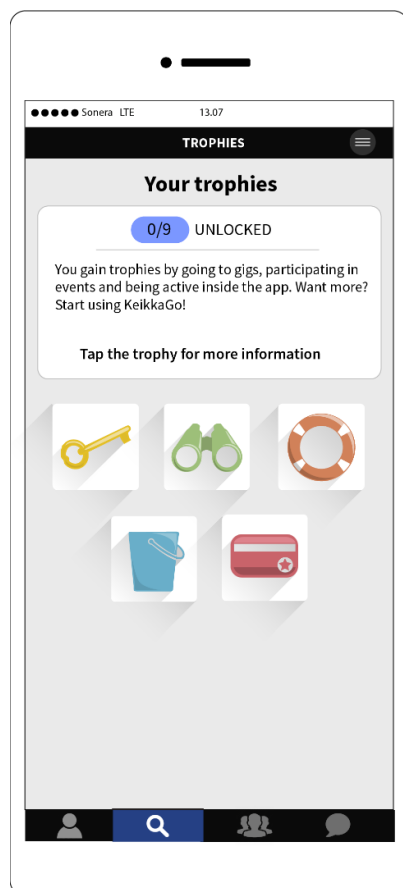 Sonera LTE 13.07
TROPHIES
Your trophies
0/9 UNLOCKED
You gain trophies by going to gigs, participating in
events and being active inside the app. Want more?
Start using KeikkaGo!
Tap the trophy for more information